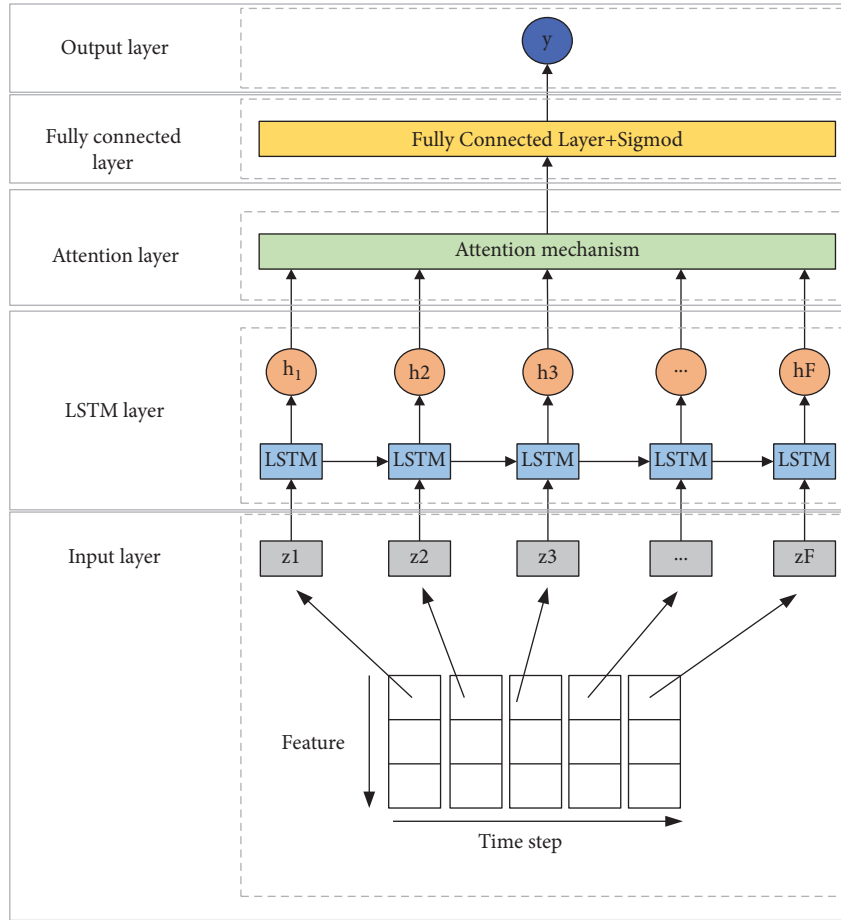 Output layer
y
Fully connected
layer
Fully Connected Layer+Sigmod
Attention layer
Attention mechanism
LSTM layer
h₁ h2 h3 ... hF
LSTM LSTM LSTM LSTM LSTM
Input layer
z1 z2 z3 ... zF
Feature
Time step